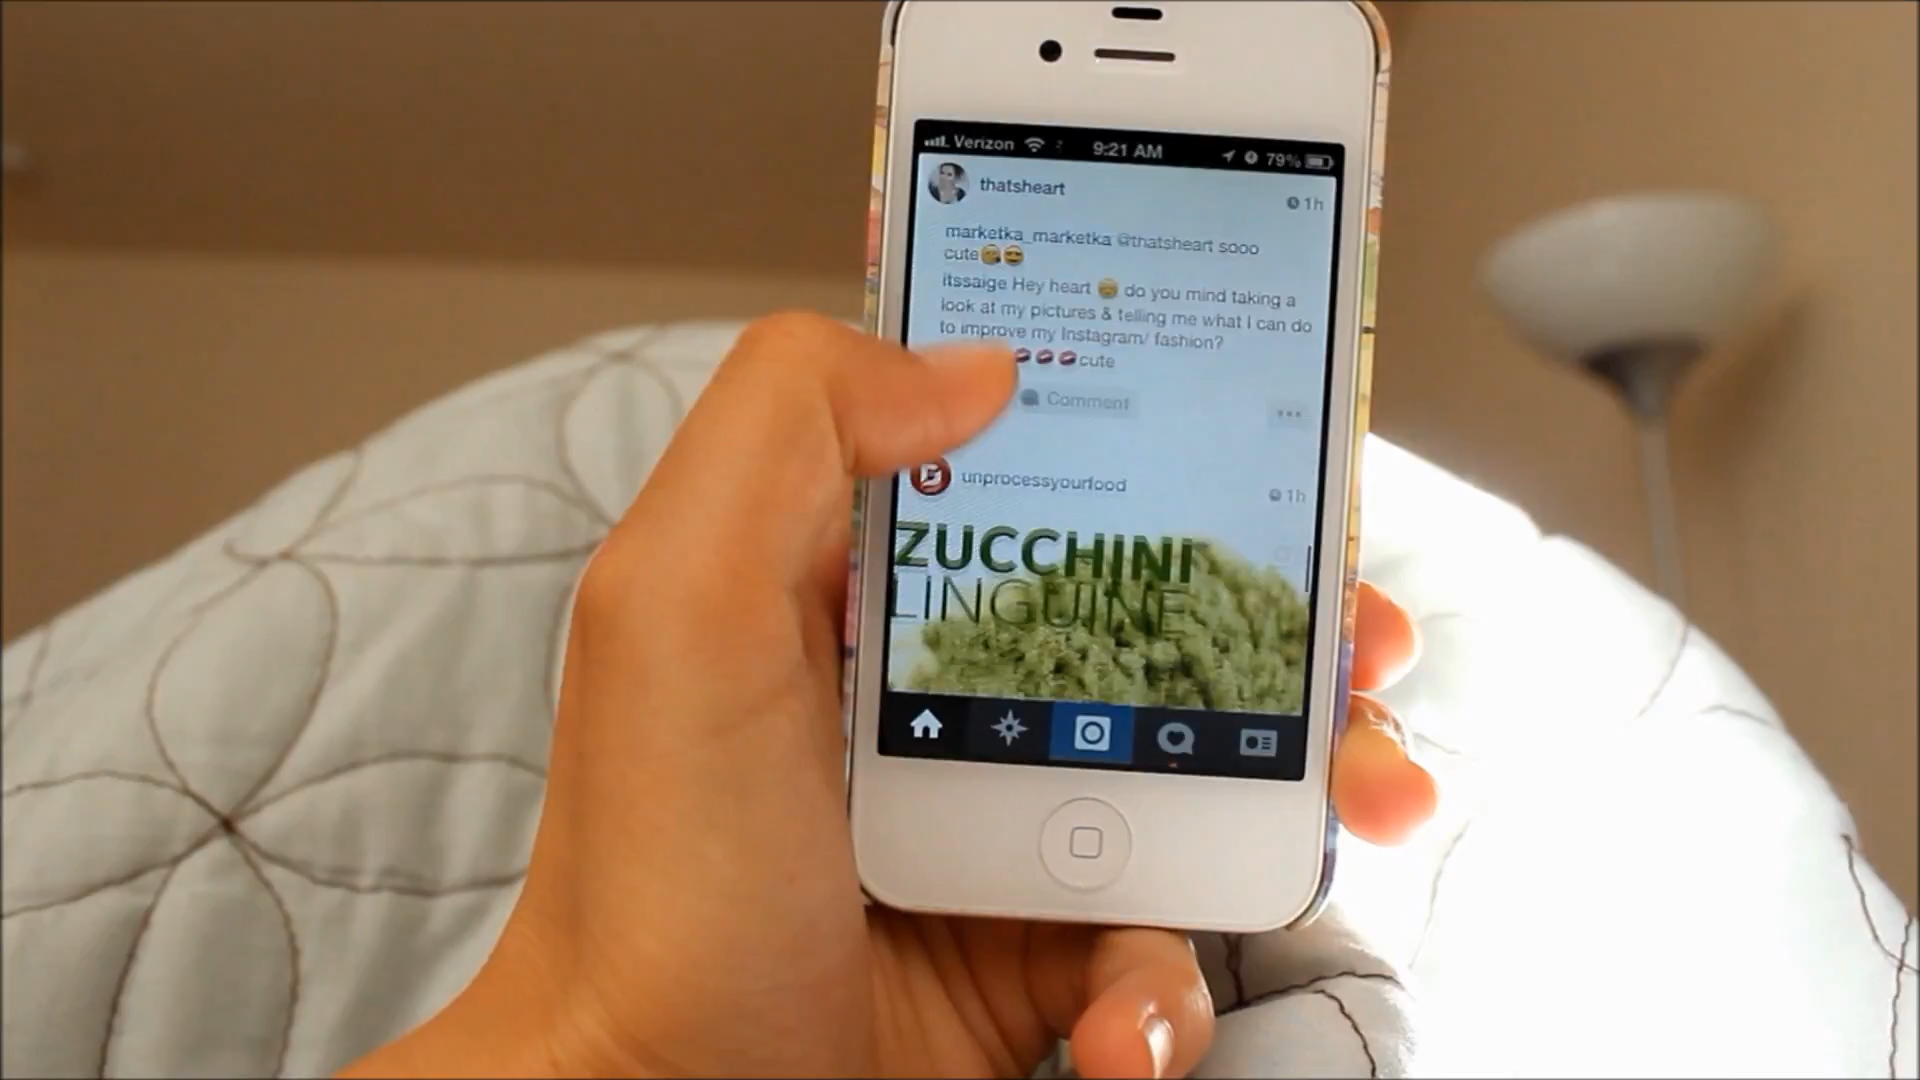 Verizon 9:21 AM 79%
thatsheart 1h
marketka_marketka @thatsheart sooo
cute
itssaige Hey heart do you mind taking a
look at my pictures & telling me what I can do
to improve my Instagram/ fashion?
cute
Comment
unprocessyourfood 1h
ZUCCHINI
LINGUINE